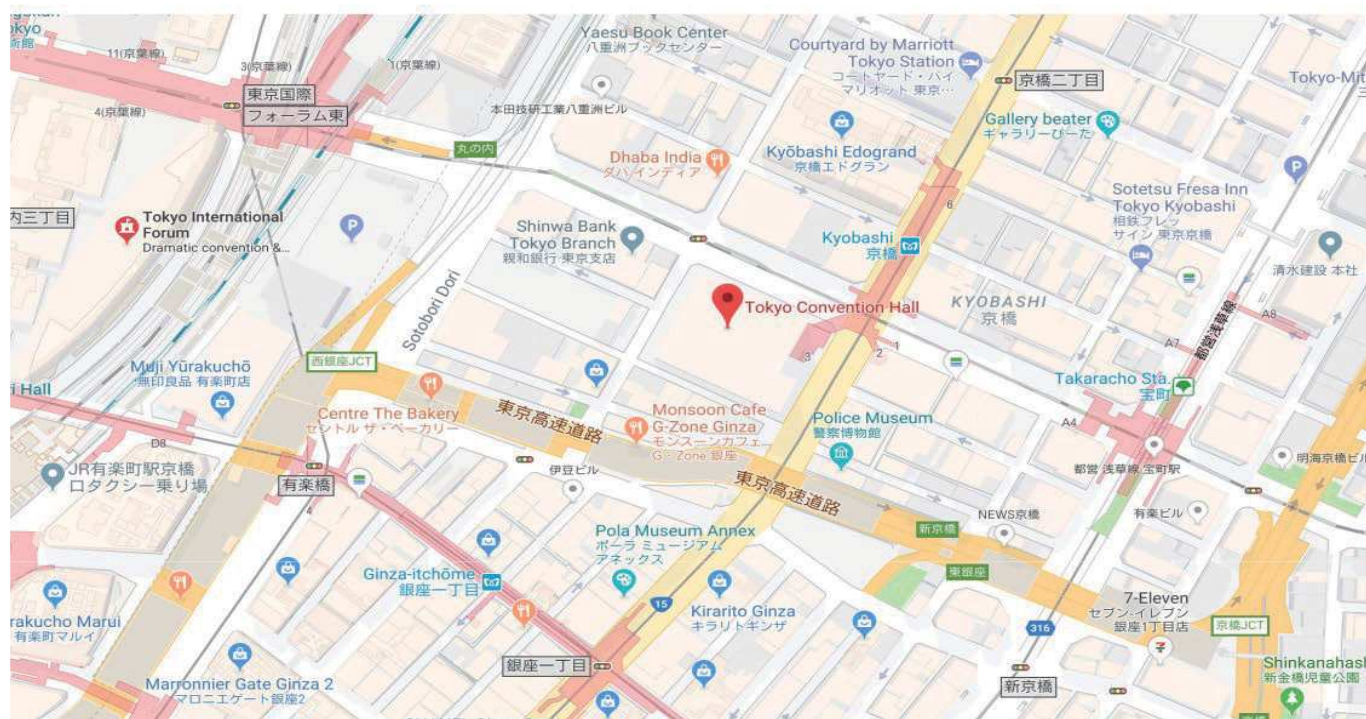 okyo
術館
11(京葉線)
3(京葉線)
1(京葉線)
4(京葉線)
東京国際
フォーラム東
Yaesu Book Center
八重洲ブックセンター
本田技研工業八重洲ビル
丸の内
Courtyard by Marriott
Tokyo Station
コートヤード・バイ
マリオット 東京…
京橋二丁目
Tokyo-Mit
三
Gallery beater
ギャラリーびーた
Dhaba India
ダバ インディア
Kyōbashi Edogrand
京橋エドグラン
P
6
内三丁目
Tokyo International
Forum
Dramatic convention &...
P
Shinwa Bank
Tokyo Branch
親和銀行 東京支店
Kyobashi
京橋
Sotetsu Fresa Inn
Tokyo Kyobashi
相鉄フレッ
サイン 東京京橋
清水建設 本社
Sotobori Dori
Tokyo Convention Hall
KYOBASHI
京橋
都営浅草線
A8
A7
3
2
1
西銀座JCT
Muji Yūrakuchō
無印良品 有楽町店
i Hall
Centre The Bakery
セントル ザ・ベーカリー
東京高速道路
Monsoon Cafe
G-Zone Ginza
モンスーンカフェ
G - Zone 銀座
Police Museum
警察博物館
Takaracho Sta.
宝町
A4
D8
JR有楽町駅京橋
口タクシー乗り場
有楽橋
4
伊豆ビル
東京高速道路
都営 浅草線 宝町駅
明海京橋ビル
有楽ビル
NEWS京橋
新京橋
東銀座
Pola Museum Annex
ポーラ ミュージアム
アネックス
Ginza-itchōme
銀座一丁目
15
Kirarito Ginza
キラリトギンザ
7-Eleven
セブン-イレブン
銀座1丁目店
316
京橋JCT
rakucho Marui
有楽町マルイ
銀座一丁目
Marronnier Gate Ginza 2
マロニエゲート銀座2
新京橋
Shinkanahash
新金橋児童公園